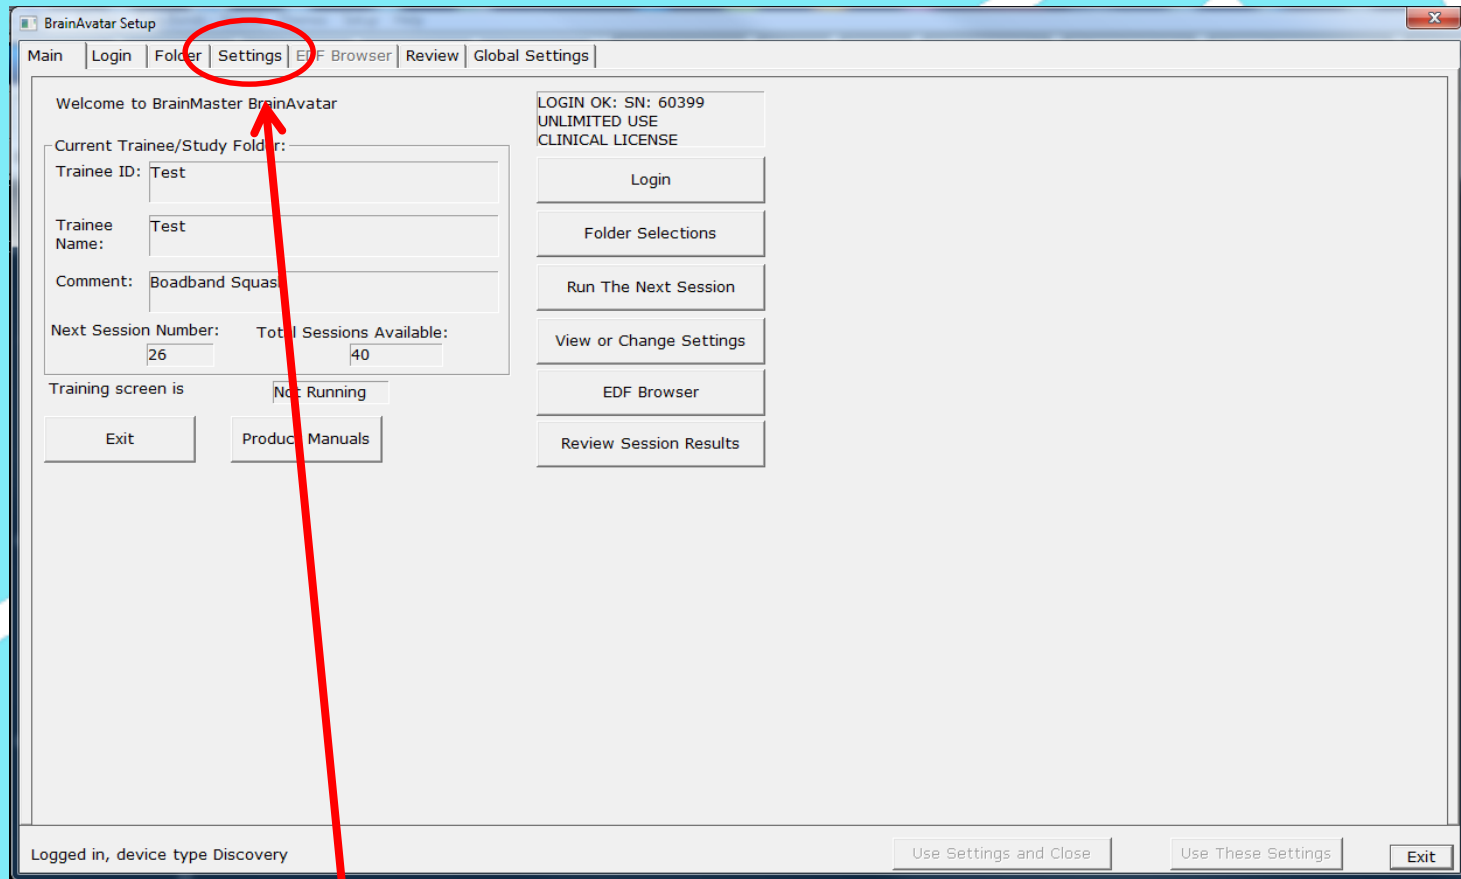 BrainAvatar Setup
Main Login Folder Settings EDF Browser Review Global Settings
Welcome to BrainMaster BrainAvatar
Current Trainee/Study Folder:
Trainee ID: Test
Trainee Name: Test
Comment: Boadband Squash
Next Session Number: 26
Total Sessions Available: 40
Training screen is Not Running
Exit
Product Manuals
LOGIN OK: SN: 60399
UNLIMITED USE
CLINICAL LICENSE
Login
Folder Selections
Run The Next Session
View or Change Settings
EDF Browser
Review Session Results
Logged in, device type Discovery
Use Settings and Close
Use These Settings
Exit